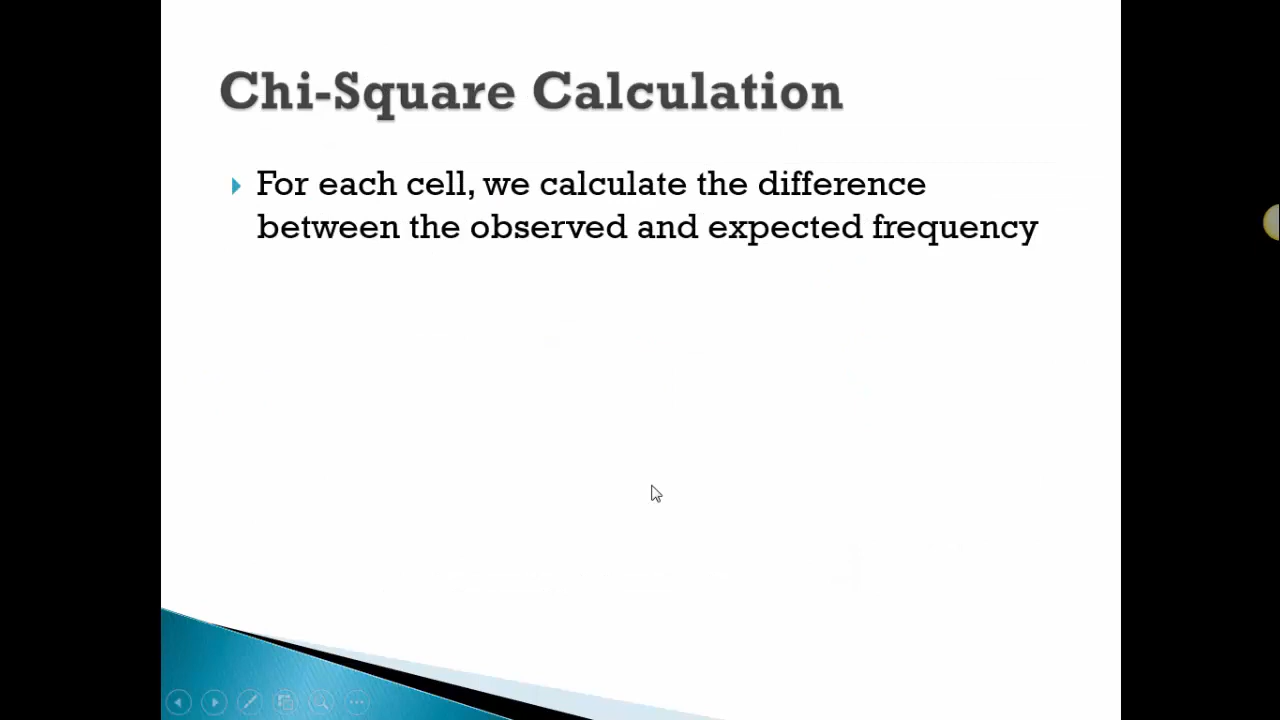 Chi-Square Calculation
For each cell, we calculate the difference
between the observed and expected frequency